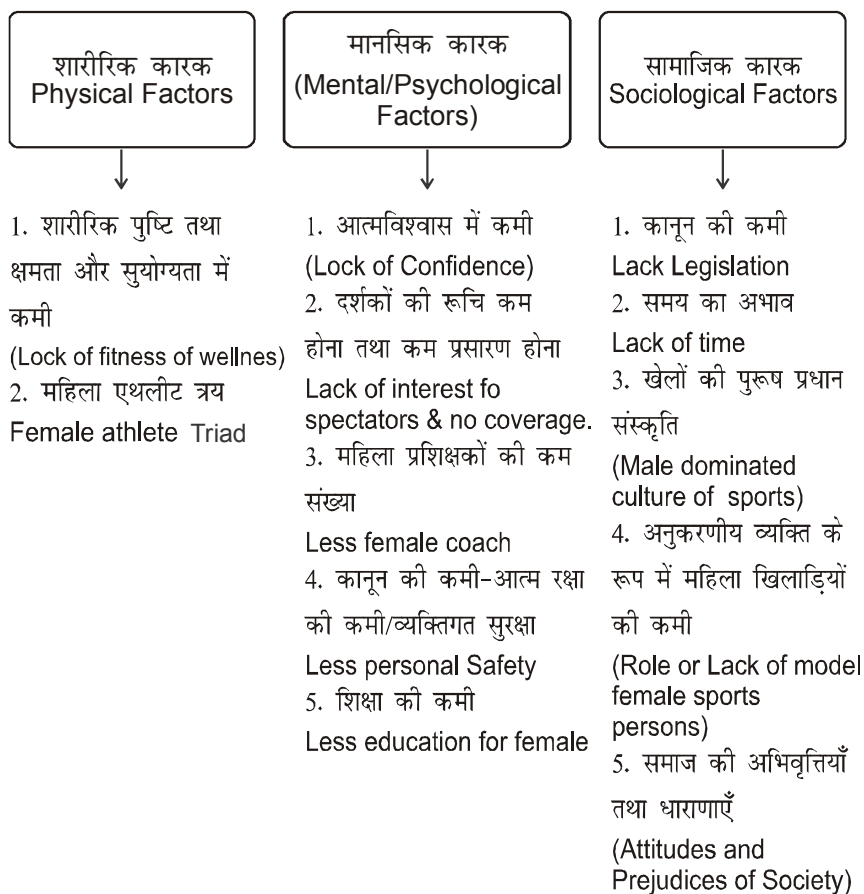 शारीरिक कारक
Physical Factors
1. शारीरिक पुष्टि तथा
क्षमता और सुयोग्यता में
कमी
(Lock of fitness of wellnes)
2. महिला एथलीट त्रय
Female athlete Triad
मानसिक कारक
(Mental/Psychological
Factors)
1. आत्मविश्वास में कमी
(Lock of Confidence)
2. दर्शकों की रूचि कम
होना तथा कम प्रसारण होना
Lack of interest fo
spectators & no coverage.
3. महिला प्रशिक्षकों की कम
संख्या
Less female coach
4. कानून की कमी-आत्म रक्षा
की कमी/व्यक्तिगत सुरक्षा
Less personal Safety
5. शिक्षा की कमी
Less education for female
सामाजिक कारक
Sociological Factors
1. कानून की कमी
Lack Legislation
2. समय का अभाव
Lack of time
3. खेलों की पुरूष प्रधान
संस्कृति
(Male dominated
culture of sports)
4. अनुकरणीय व्यक्ति के
रूप में महिला खिलाड़ियों
की कमी
(Role or Lack of model
female sports
persons)
5. समाज की अभिवृत्तियाँ
तथा धाराणाएँ
(Attitudes and
Prejudices of Society)